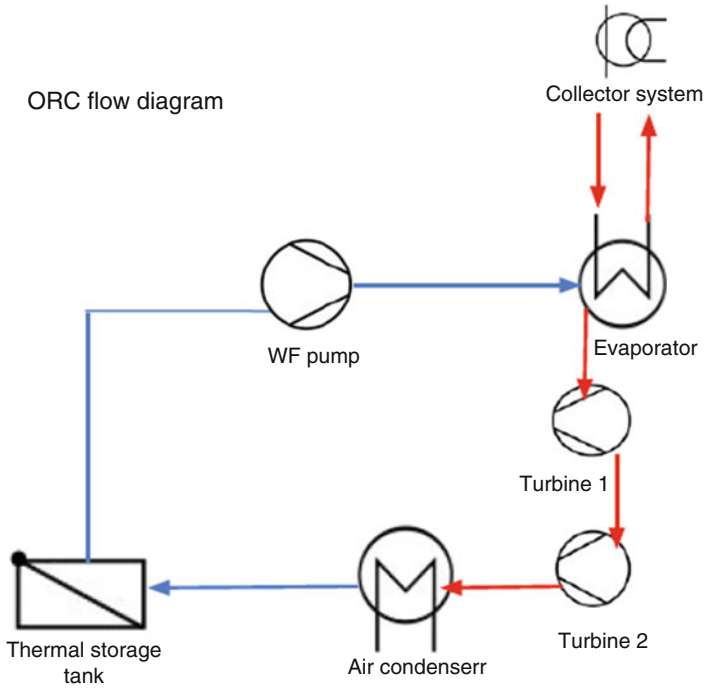 Collector system
ORC flow diagram
WF pump
Evaporator
Turbine 1
Turbine 2
Thermal storage
tank
Air condenserr